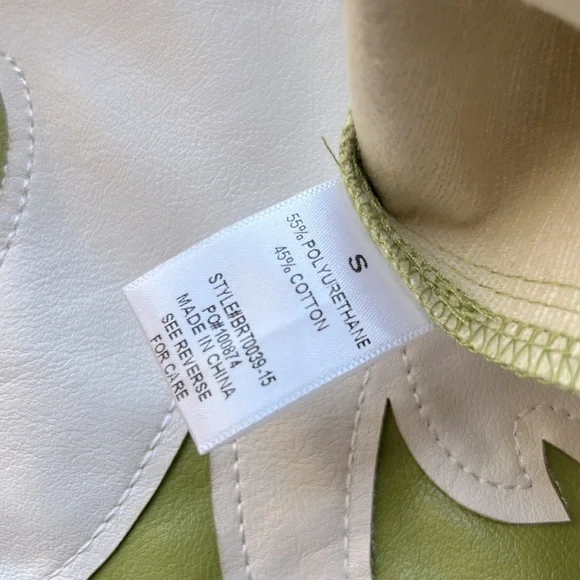 S
55% POLYURETHANE
45% COTTON
STYLE#BRT0039-15
PO#100874
MADE IN CHINA
SEE REVERSE
FOR CARE